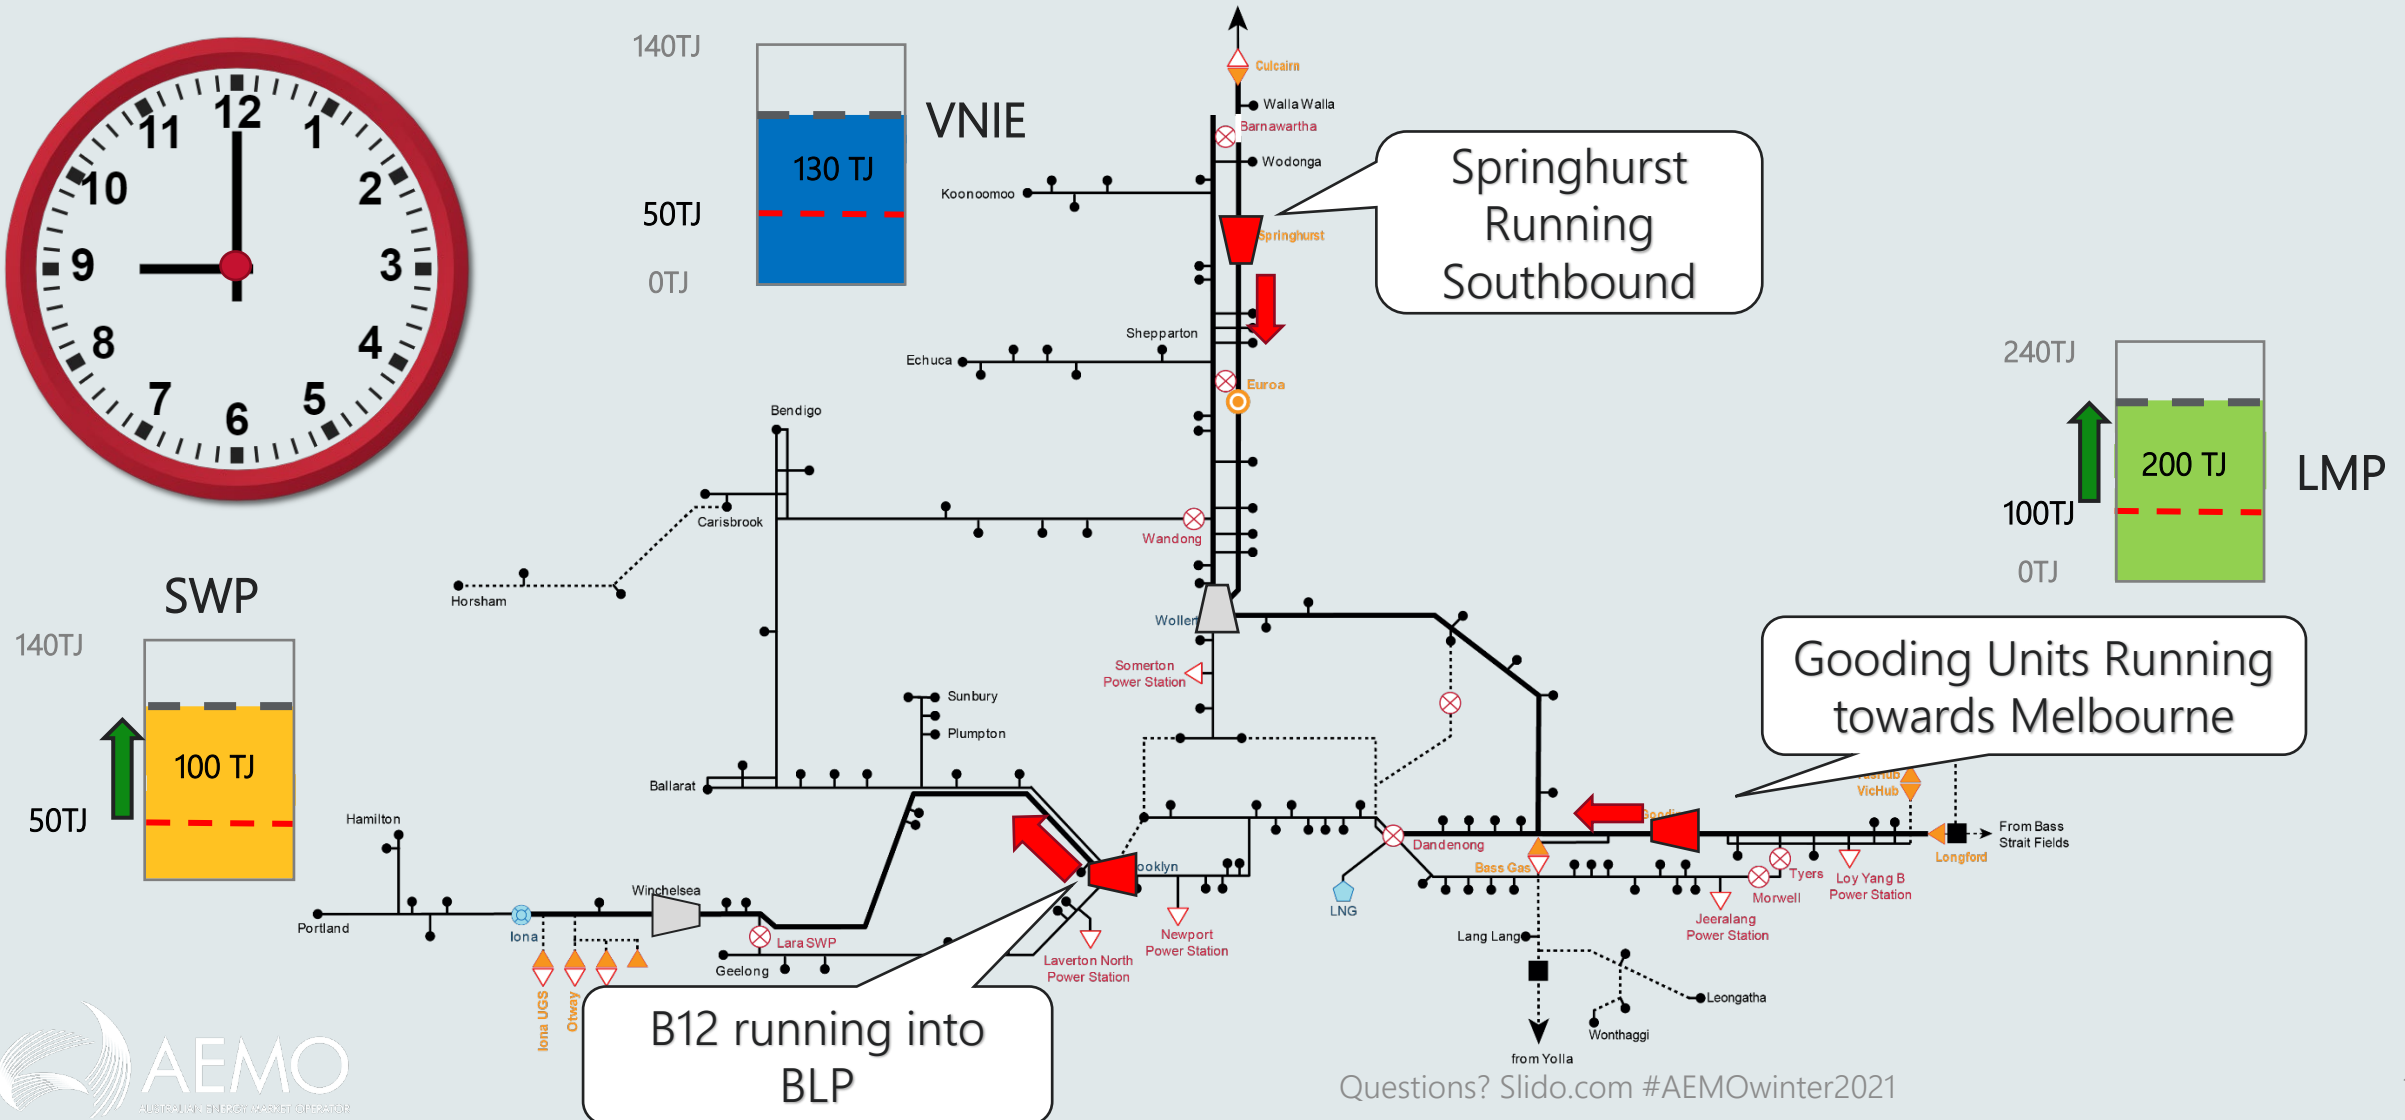 12
1
2
3
4
5
6
7
8
9
10
11
140TJ
130 TJ
50TJ
0TJ
VNIE
Culcairn
Walla Walla
Barnawartha
Wodonga
Koonoomoo
Springhurst
Springhurst
Running
Southbound
Shepparton
Echuca
Euroa
240TJ
200 TJ
100TJ
0TJ
LMP
Bendigo
Carisbrook
Wandong
Horsham
SWP
140TJ
100 TJ
50TJ
Wollert
Somerton
Power Station
Gooding Units Running
towards Melbourne
Sunbury
Plumpton
Ballarat
VicHub
Hamilton
From Bass
Strait Fields
Longford
Dandenong
Bass Gas
Tyers
Morwell
Loy Yang B
Power Station
LNG
Winchelsea
Portland
Iona
Lara SWP
Geelong
Newport
Power Station
Laverton North
Power Station
Jeeralang
Power Station
Lang Lang
Leongatha
Wonthaggi
from Yolla
Iona UGS
Otway
B12 running into
BLP
AEMO
AUSTRALIAN ENERGY MARKET OPERATOR
Questions? Slido.com #AEMOwinter2021